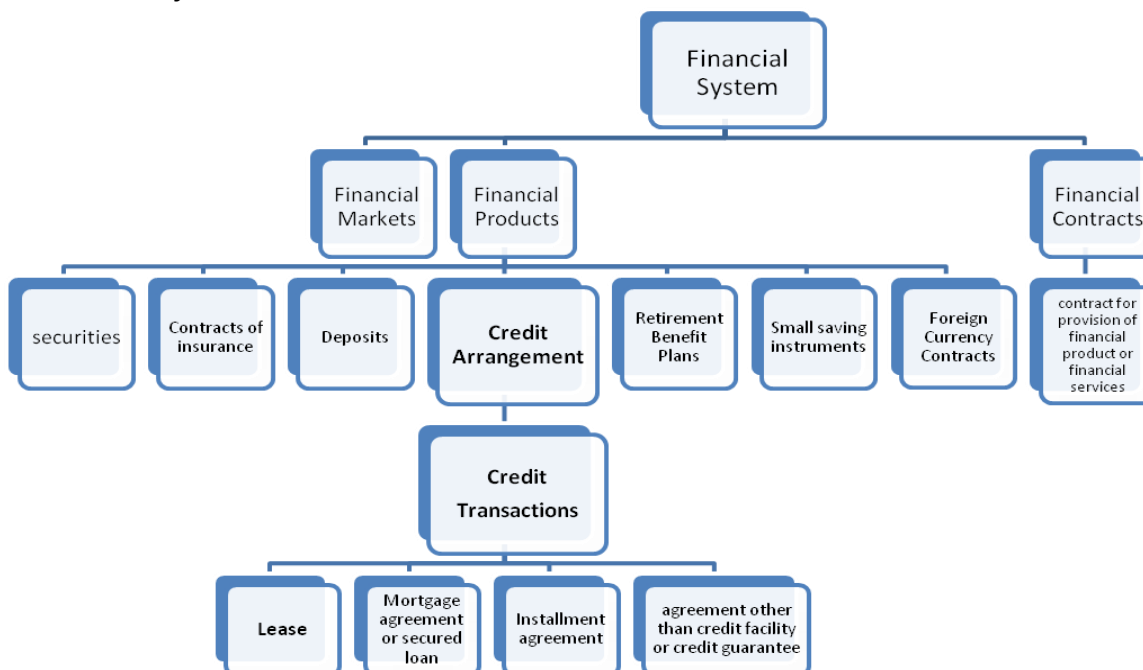 Financial
System
Financial
Markets
Financial
Products
Financial
Contracts
securities
Contracts of
insurance
Deposits
Credit
Arrangement
Retirement
Benefit
Plans
Small saving
instruments
Foreign
Currency
Contracts
contract for
provision of
financial
product or
financial
services
Credit
Transactions
Lease
Mortgage
agreement
or secured
loan
Installment
agreement
agreement other
than credit facility
or credit guarantee